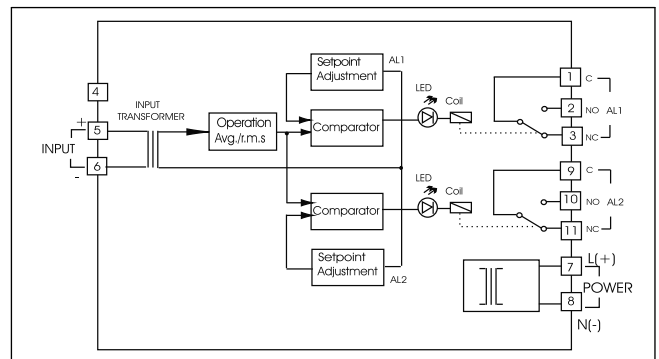 Setpoint
Adjustment
AL1
LED
Coil
1
C
4
INPUT
TRANSFORMER
2
NO
AL1
+
5
Operation
Avg./r.m.s
Comparator
3
NC
INPUT
6
-
9
C
LED
Coil
10
NO
AL2
Comparator
11
NC
Setpoint
Adjustment
AL2
7
L(+)
POWER
8
N(-)